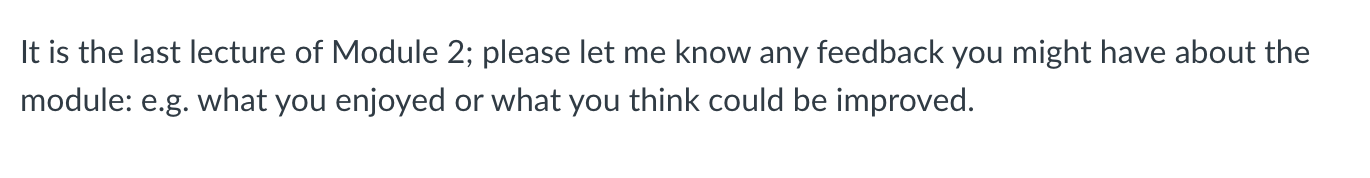 It is the last lecture of Module 2; please let me know any feedback you might have about the
module: e.g. what you enjoyed or what you think could be improved.